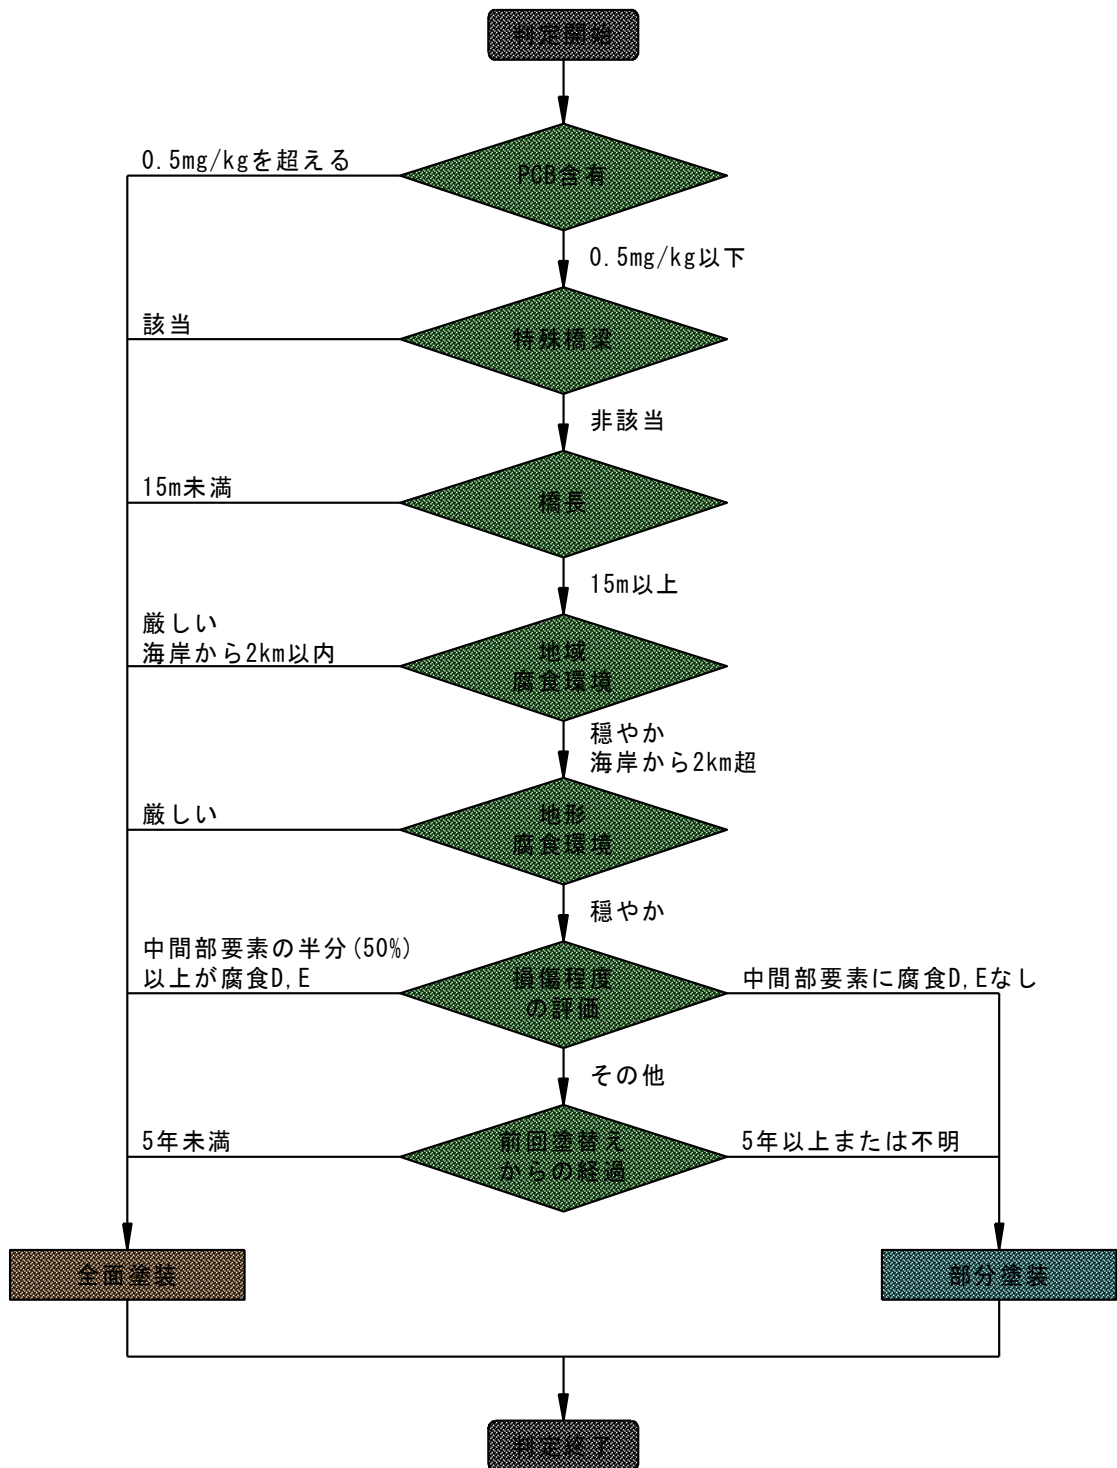 判定開始
0.5mg/kgを超える
PCB含有
0.5mg/kg以下
該当
特殊橋梁
非該当
15m未満
橋長
15m以上
厳しい
海岸から2km以内
地域
腐食環境
穏やか
海岸から2km超
厳しい
地形
腐食環境
穏やか
中間部要素の半分(50%)
以上が腐食D,E
損傷程度
の評価
中間部要素に腐食D,Eなし
その他
5年未満
前回塗替え
からの経過
5年以上または不明
全面塗装
部分塗装
判定終了